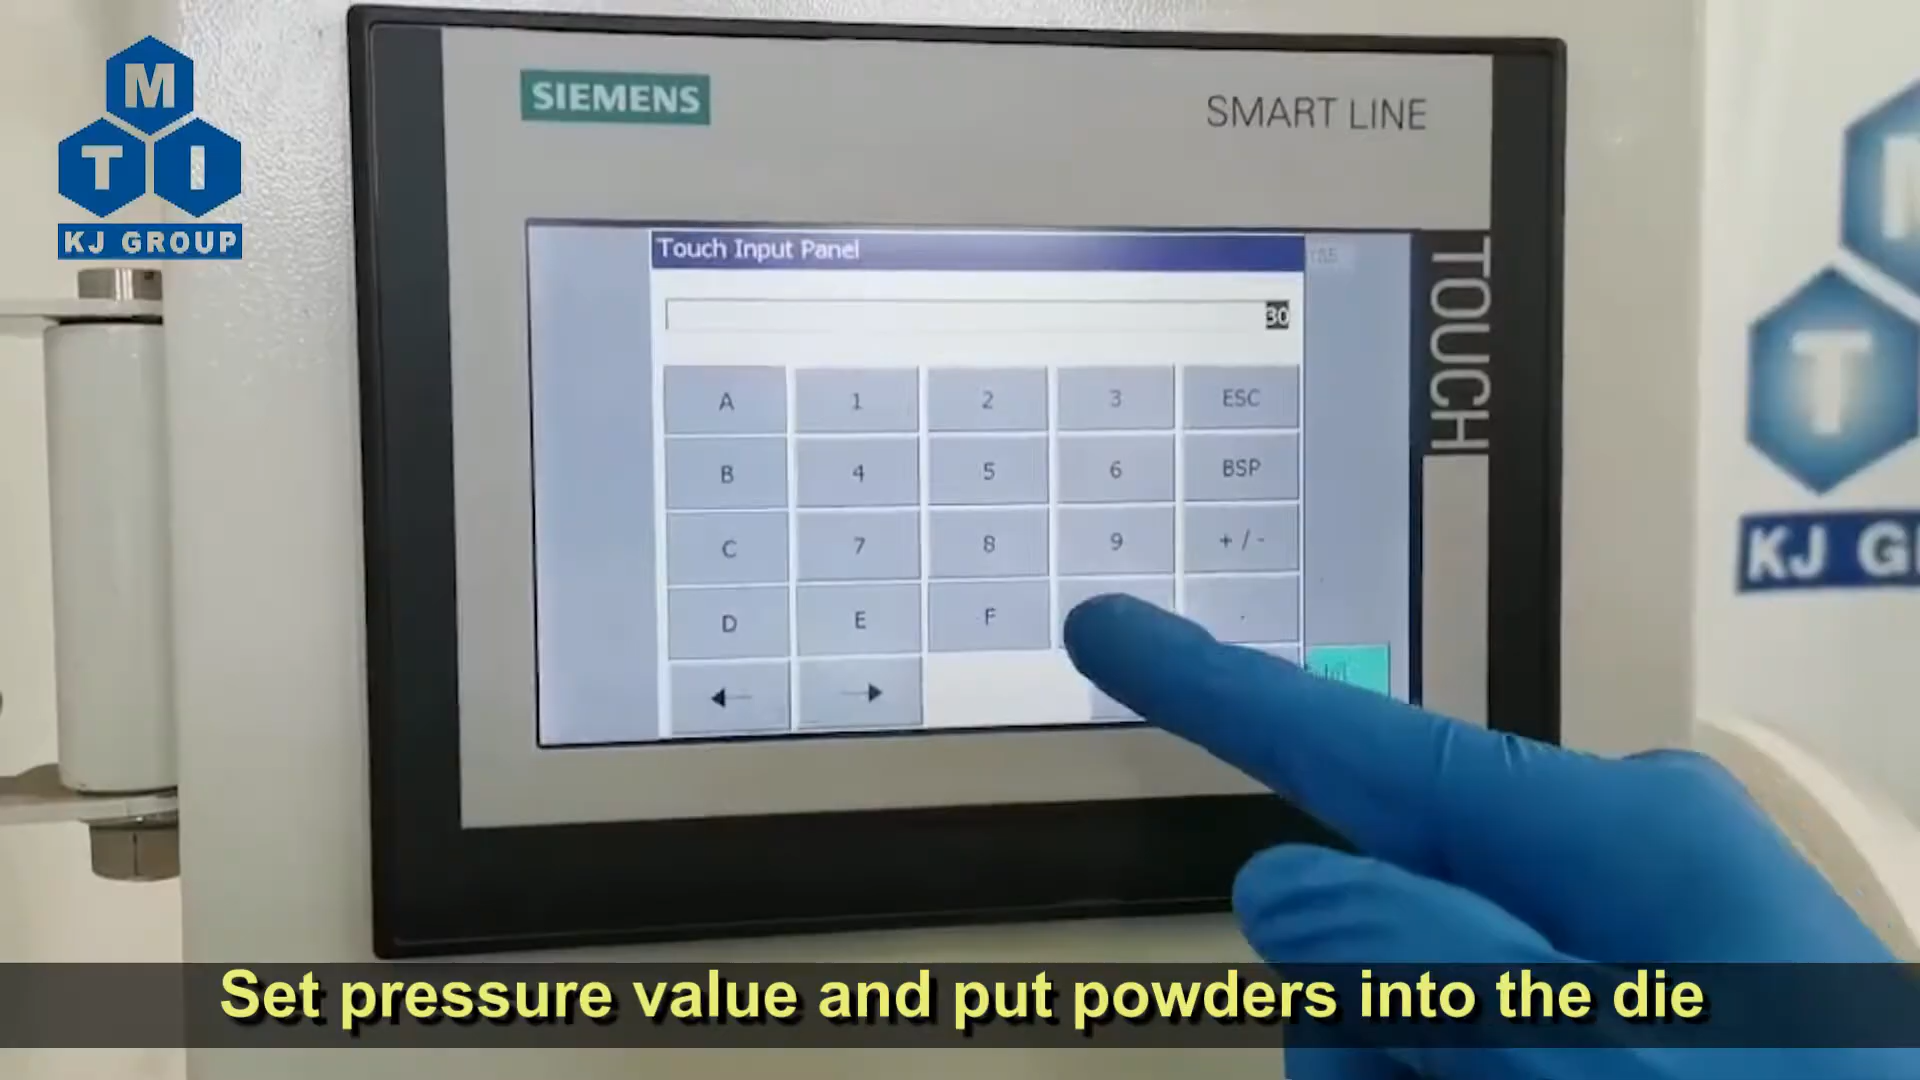 M
T I
KJ GROUP
SIEMENS
SMART LINE
TOUCH
Touch Input Panel
30
A 1 2 3 ESC
B 4 5 6 BSP
C 7 8 9 +/-
D E F .
T
KJ G
Set pressure value and put powders into the die